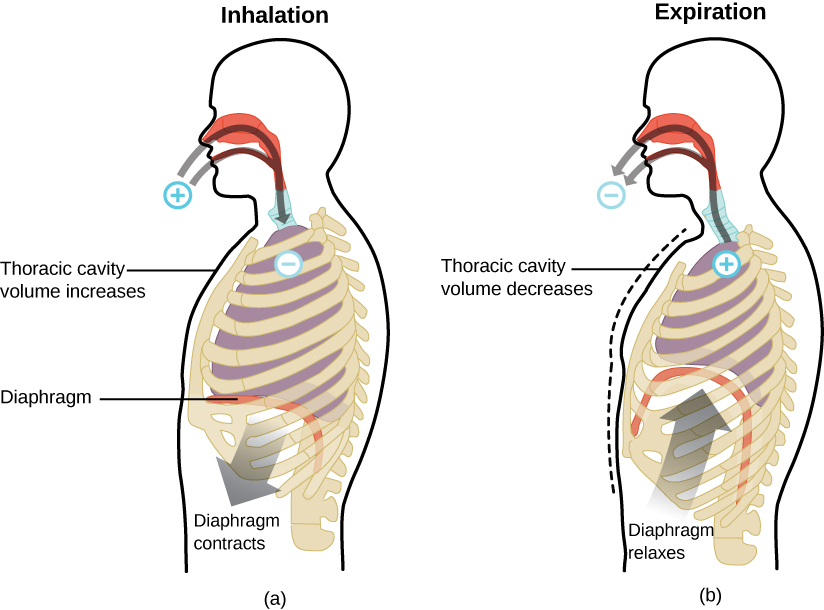 Inhalation
Expiration
+
−
Thoracic cavity
volume increases
−
+
Thoracic cavity
volume decreases
Diaphragm
Diaphragm
contracts
Diaphragm
relaxes
(a)
(b)